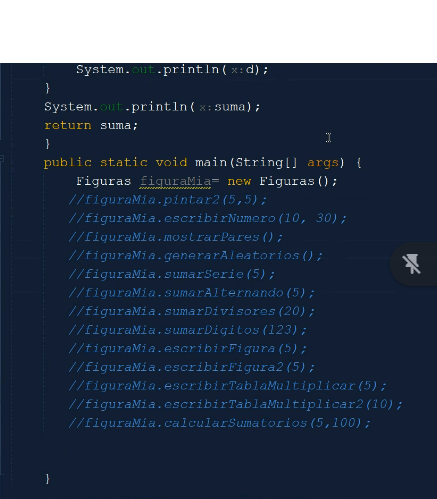 System.out.println( x: d);
}
System.out.println( x: suma);
return suma;
}
public static void main(String[] args) {
Figuras figuraMia= new Figuras();
//figuraMia.pintar2(5,5);
//figuraMia.escribirNumero(10, 30);
//figuraMia.mostrarPares();
//figuraMia.generarAleatorios();
//figuraMia.sumarSerie(5);
//figuraMia.sumarAlternando(5);
//figuraMia.sumarDivisores(20);
//figuraMia.sumarDigitos(123);
//figuraMia.escribirFigura(5);
//figuraMia.escribirFigura2(5);
//figuraMia.escribirTablaMultiplicar(5);
//figuraMia.escribirTablaMultiplicar2(10);
//figuraMia.calcularSumatorios(5,100);
}